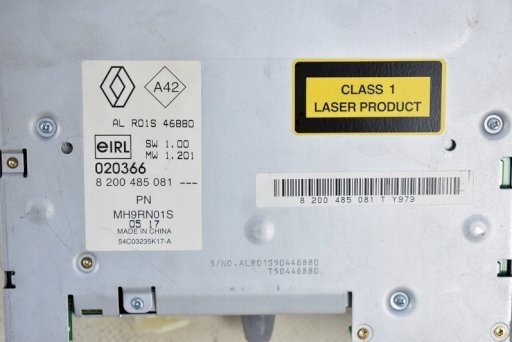 A42
AL R01S 46880
eIRL
SW 1.00
MW 1.201
020366
8 200 485 081 ---
PN
MH9RN01S
05 17
MADE IN CHINA
54C03235K17-A
CLASS 1
LASER PRODUCT
8 200 485 081 T Y979
S/NO.ALR01S50446880
T50446880